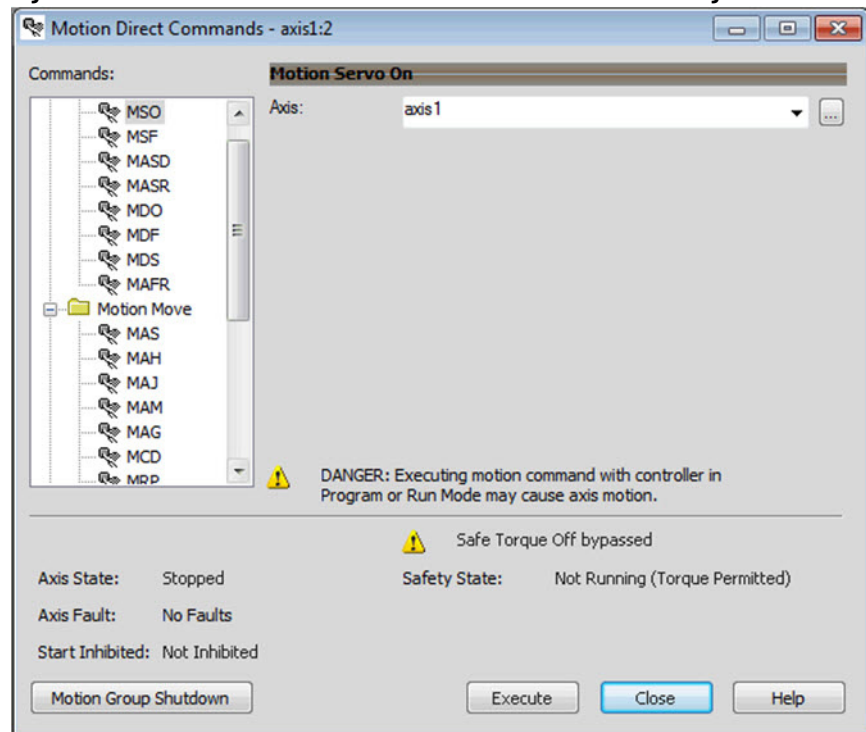 Motion Direct Commands - axis1:2
Commands:
Motion Servo On
MSO
MSF
MASD
MASR
MDO
MDF
MDS
MAFR
Motion Move
MAS
MAH
MAJ
MAM
MAG
MCD
MRP
Axis:
axis1
...
DANGER: Executing motion command with controller in
Program or Run Mode may cause axis motion.
Safe Torque Off bypassed
Axis State: Stopped
Safety State: Not Running (Torque Permitted)
Axis Fault: No Faults
Start Inhibited: Not Inhibited
Motion Group Shutdown
Execute
Close
Help